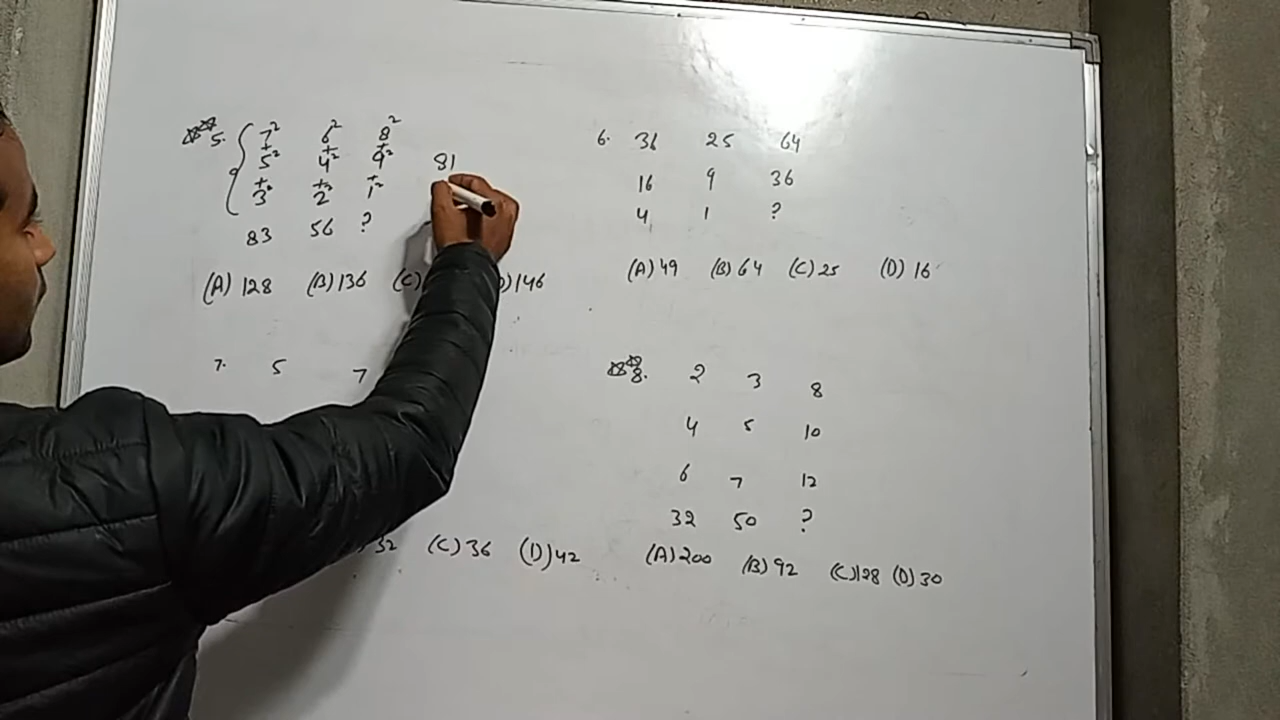 5. 7² 6² 8²
+ + +
5² 4² 9² 81
+ + +
3² 2² 1²
83 56 ?
(A) 128 (B) 136 (C) D) 146
6. 36 25 64
16 9 36
4 1 ?
(A) 49 (B) 64 (C) 25 (D) 16
7. 5 7
32 (C) 36 (D) 42
8. 2 3 8
4 5 10
6 7 12
32 50 ?
(A) 200 (B) 92 (C) 128 (D) 30